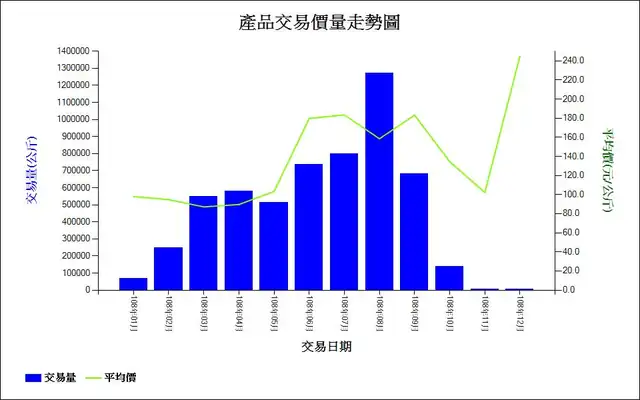 產品交易價量走勢圖
交易量(公斤)
1400000
1300000
1200000
1100000
1000000
900000
800000
700000
600000
500000
400000
300000
200000
100000
0
240.0
220.0
200.0
180.0
160.0
140.0
120.0
100.0
80.0
60.0
40.0
20.0
0.0
平均價(元/公斤)
108年01月
108年02月
108年03月
108年04月
108年05月
108年06月
108年07月
108年08月
108年09月
108年10月
108年11月
108年12月
交易日期
交易量 平均價